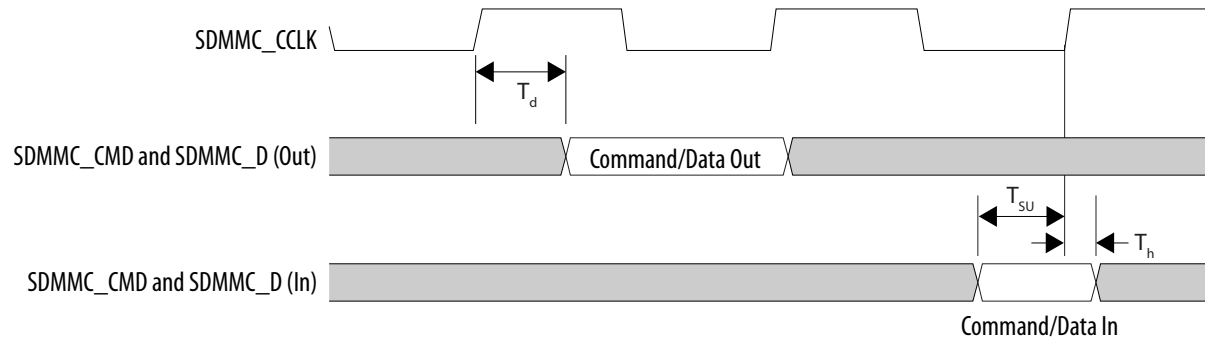 SDMMC_CCLK
T_d
SDMMC_CMD and SDMMC_D (Out)
Command/Data Out
T_SU
T_h
SDMMC_CMD and SDMMC_D (In)
Command/Data In